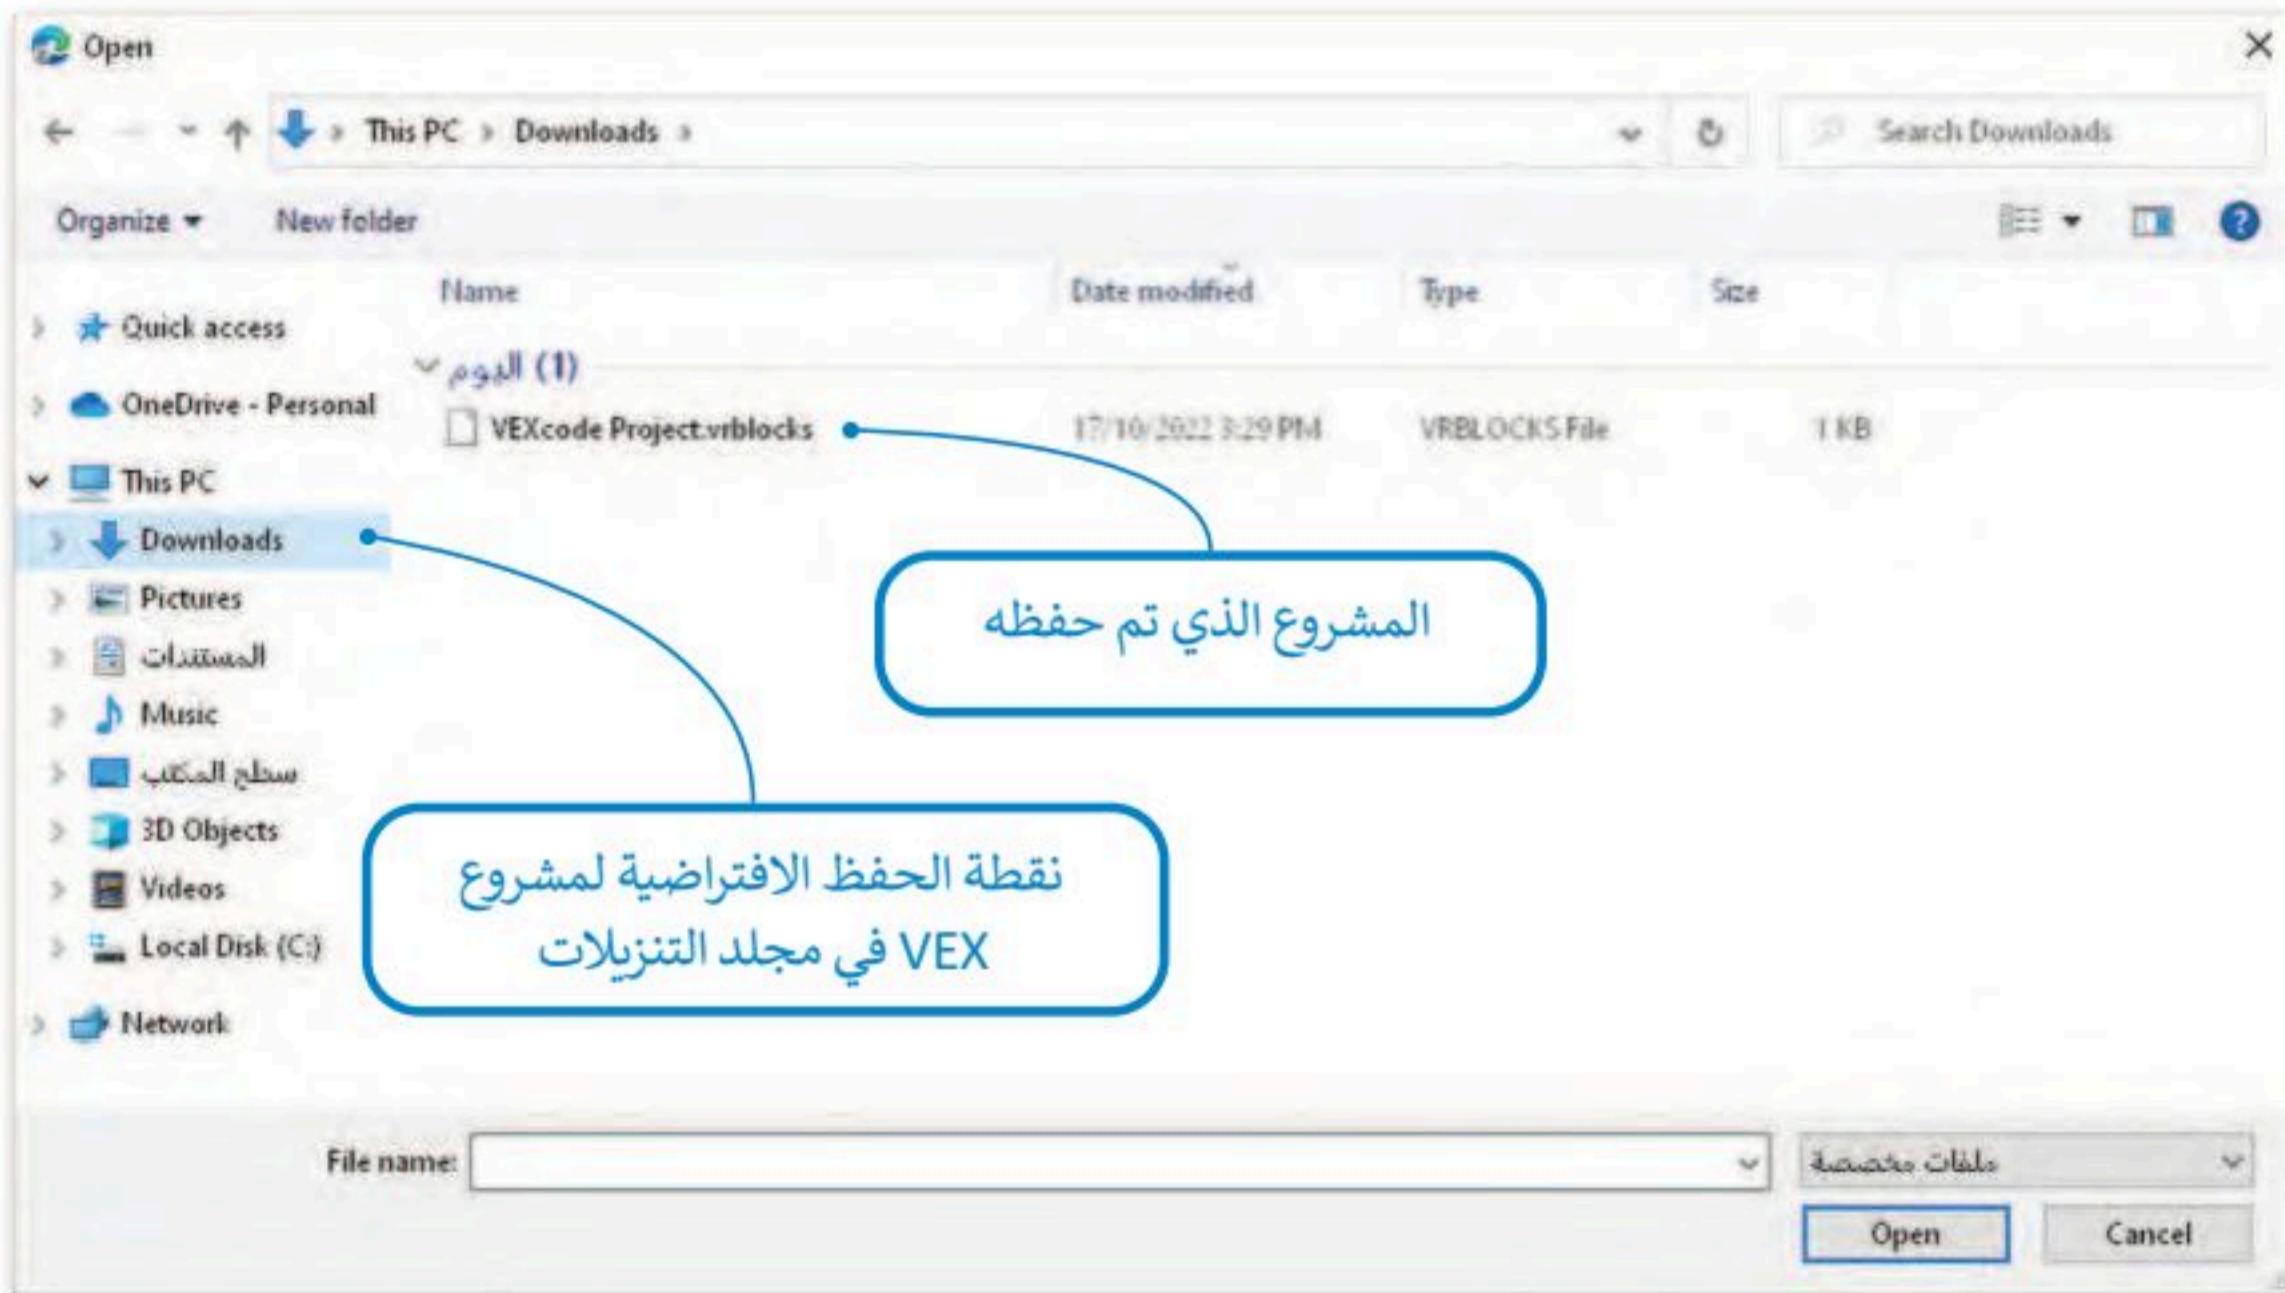 Open
This PC > Downloads >
Search Downloads
Organize
New folder
Name
Date modified
Type
Size
Quick access
OneDrive - Personal
This PC
Downloads
Pictures
المستندات
Music
سطح المكتب
3D Objects
Videos
Local Disk (C:)
Network
اليوم (1)
VEXcode Project.vrblocks
17/10/2022 3:29 PM
VRBLOCKS File
1 KB
المشروع الذي تم حفظه
نقطة الحفظ الافتراضية لمشروع
VEX في مجلد التنزيلات
File name:
ملفات مخصصة
Open
Cancel